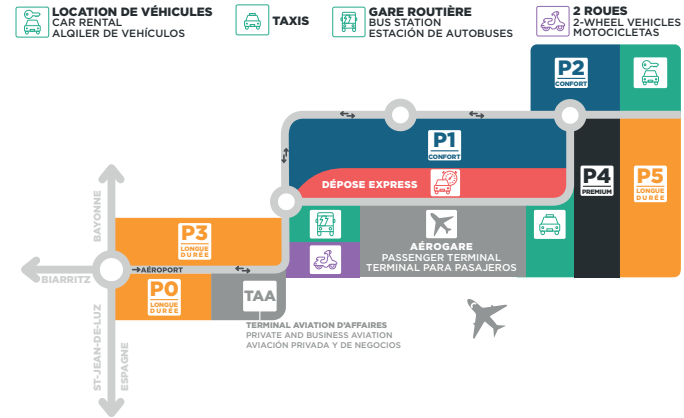 LOCATION DE VÉHICULES
CAR RENTAL
ALQILER DE VEHÍCULOS
TAXIS
GARE ROUTIÈRE
BUS STATION
ESTACIÓN DE AUTOBUSES
2 ROUES
2-WHEEL VEHICLES
MOTOCICLETAS
P2
CONFORT
P1
CONFORT
DÉPOSE EXPRESS
P4
PREMIUM
P5
LONGUE
DURÉE
BAYONNE
P3
LONGUE
DURÉE
AÉROGARE
PASSENGER TERMINAL
TERMINAL PARA PASAJEROS
BIARRITZ
AÉROPORT
P0
LONGUE
DURÉE
TAA
TERMINAL AVIATION D'AFFAIRES
PRIVATE AND BUSINESS AVIATION
AVIACIÓN PRIVADA Y DE NEGOCIOS
ST-JEAN-DE-LUZ
ESPAGNE